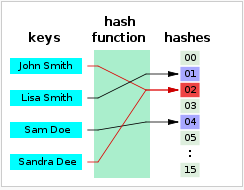 keys
hash
function
hashes
John Smith
Lisa Smith
Sam Doe
Sandra Dee
00
01
02
03
04
05
:
15